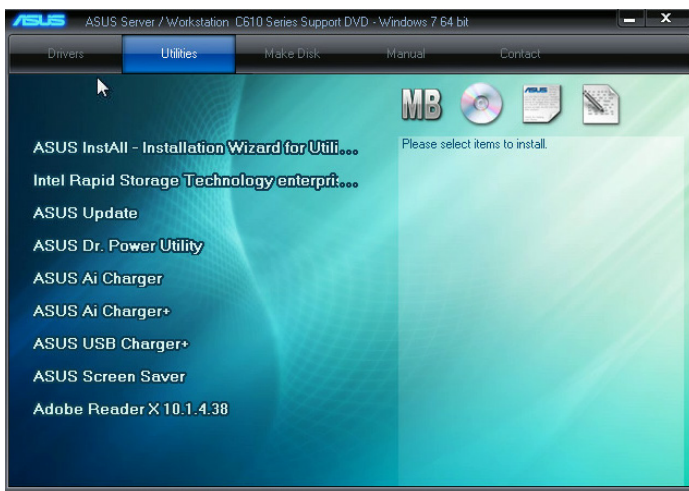 ASUS ASUS Server / Workstation C610 Series Support DVD - Windows 7 64 bit
Drivers Utilities Make Disk Manual Contact
MB
ASUS InstAll - Installation Wizard for Utili...
Please select items to install.
Intel Rapid Storage Technology enterpris...
ASUS Update
ASUS Dr. Power Utility
ASUS Ai Charger
ASUS Ai Charger+
ASUS USB Charger+
ASUS Screen Saver
Adobe Reader X 10.1.4.38